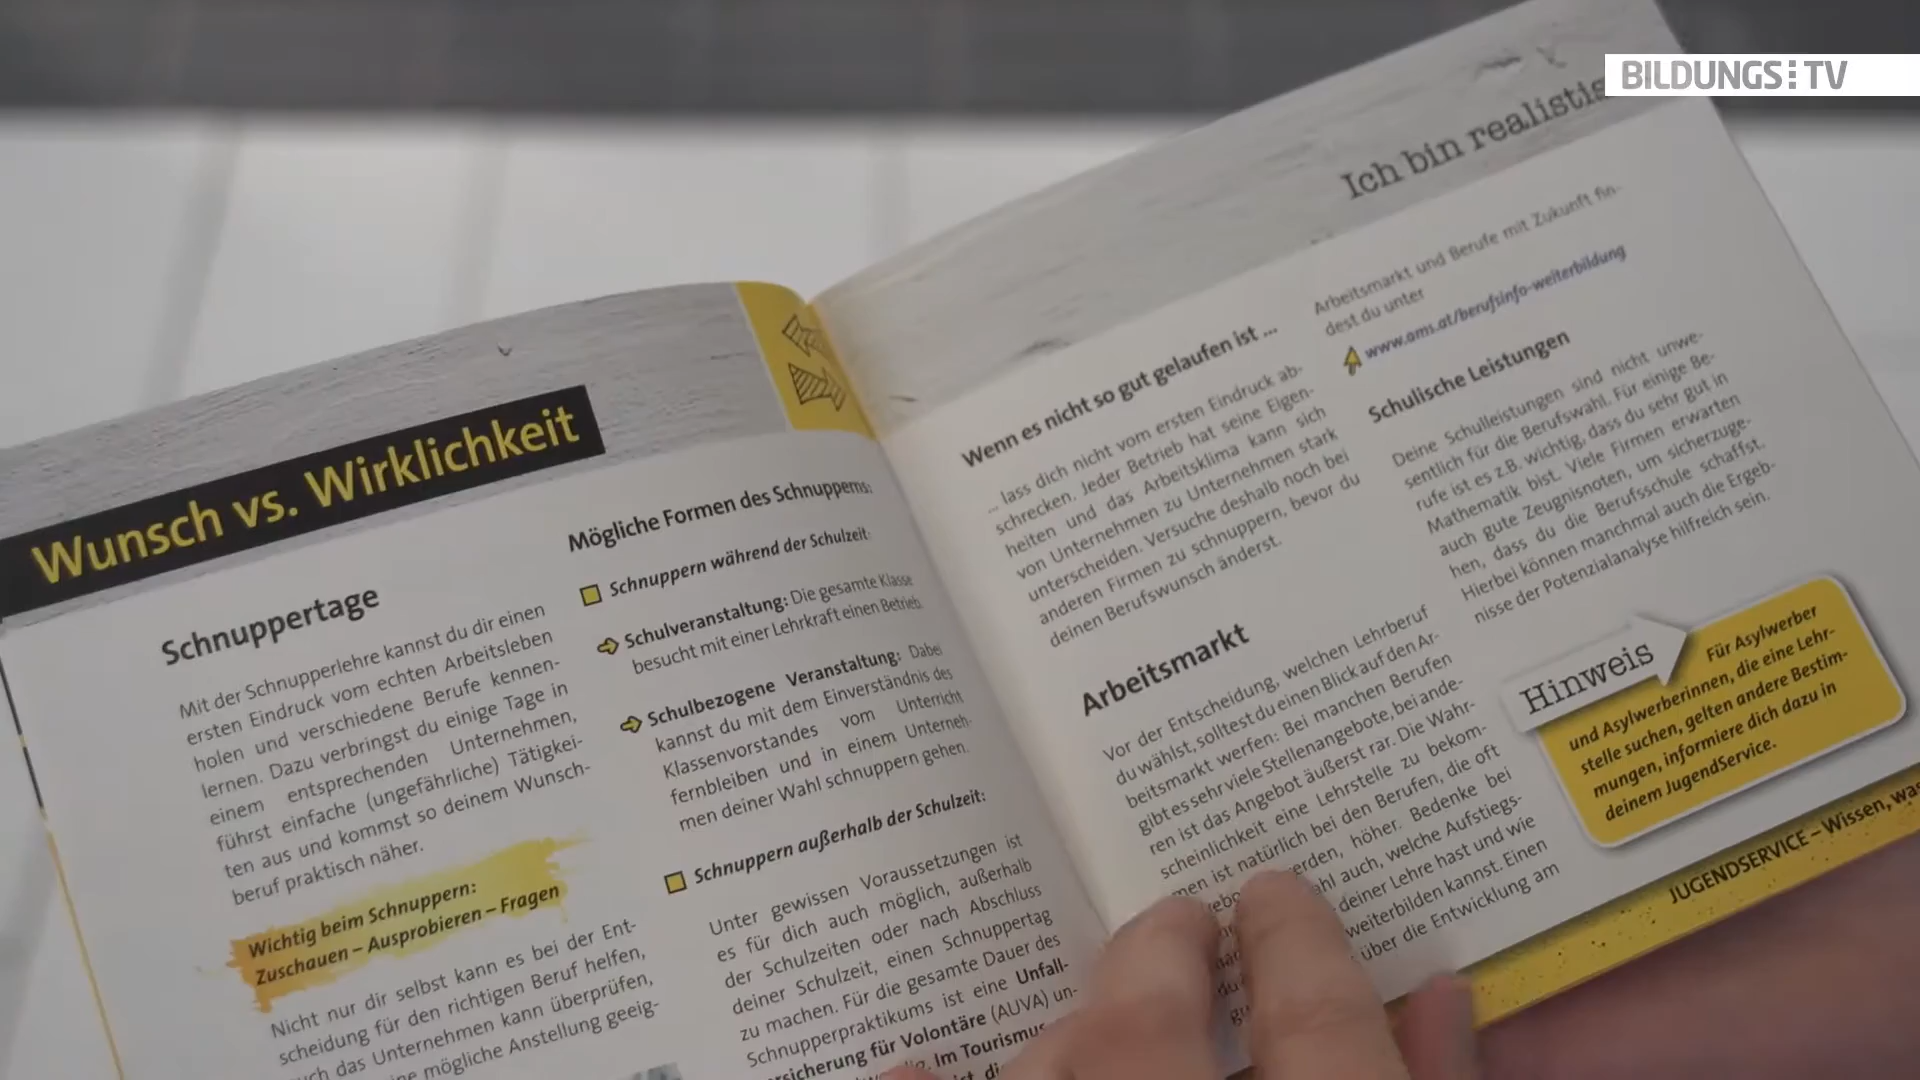 BILDUNGS:TV
Wunsch vs. Wirklichkeit
Schnuppertage
Mit der Schnupperlehre kannst du dir einen
ersten Eindruck vom echten Arbeitsleben
holen und verschiedene Berufe kennen-
lernen. Dazu verbringst du einige Tage in
einem entsprechenden Unternehmen,
führst einfache (ungefährliche) Tätigkei-
ten aus und kommst so deinem Wunsch-
beruf praktisch näher.
Wichtig beim Schnuppern:
Zuschauen – Ausprobieren – Fragen
Nicht nur dir selbst kann es bei der Ent-
scheidung für den richtigen Beruf helfen,
das Unternehmen kann überprüfen,
mögliche Anstellung geeig-
Mögliche Formen des Schnupperns:
Schnuppern während der Schulzeit:
Schulveranstaltung: Die gesamte Klasse
besucht mit einer Lehrkraft einen Betrieb.
Schulbezogene Veranstaltung: Dabei
kannst du mit dem Einverständnis des
Klassenvorstandes vom Unterricht
fernbleiben und in einem Unterneh-
men deiner Wahl schnuppern gehen.
Schnuppern außerhalb der Schulzeit:
Unter gewissen Voraussetzungen ist
es für dich auch möglich, außerhalb
der Schulzeiten oder nach Abschluss
deiner Schulzeit, einen Schnuppertag
zu machen. Für die gesamte Dauer des
Schnupperpraktikums ist eine Unfall-
sicherung für Volontäre (AUVA) un-
Im Tourismus
Ich bin realistis
Wenn es nicht so gut gelaufen ist ...
... lass dich nicht vom ersten Eindruck ab-
schrecken. Jeder Betrieb hat seine Eigen-
heiten und das Arbeitsklima kann sich
von Unternehmen zu Unternehmen stark
unterscheiden. Versuche deshalb noch bei
anderen Firmen zu schnuppern, bevor du
deinen Berufswunsch änderst.
Arbeitsmarkt
Vor der Entscheidung, welchen Lehrberuf
du wählst, solltest du einen Blick auf den Ar-
beitsmarkt werfen: Bei manchen Berufen
gibt es sehr viele Stellenangebote, bei ande-
ren ist das Angebot äußerst rar. Die Wahr-
scheinlichkeit eine Lehrstelle zu bekom-
men ist natürlich bei den Berufen, die oft
erden, höher. Bedenke bei
ahl auch, welche Aufstiegs-
deiner Lehre hast und wie
weiterbilden kannst. Einen
über die Entwicklung am
Arbeitsmarkt und Berufe mit Zukunft fin-
dest du unter
www.ams.at/berufsinfo-weiterbildung
Schulische Leistungen
Deine Schulleistungen sind nicht unwe-
sentlich für die Berufswahl. Für einige Be-
rufe ist es z.B. wichtig, dass du sehr gut in
Mathematik bist. Viele Firmen erwarten
auch gute Zeugnisnoten, um sicherzuge-
hen, dass du die Berufsschule schaffst.
Hierbei können manchmal auch die Ergeb-
nisse der Potenzialanalyse hilfreich sein.
Hinweis
Für Asylwerber
und Asylwerberinnen, die eine Lehr-
stelle suchen, gelten andere Bestim-
mungen, informiere dich dazu in
deinem JugendService.
JUGENDSERVICE – Wissen, was